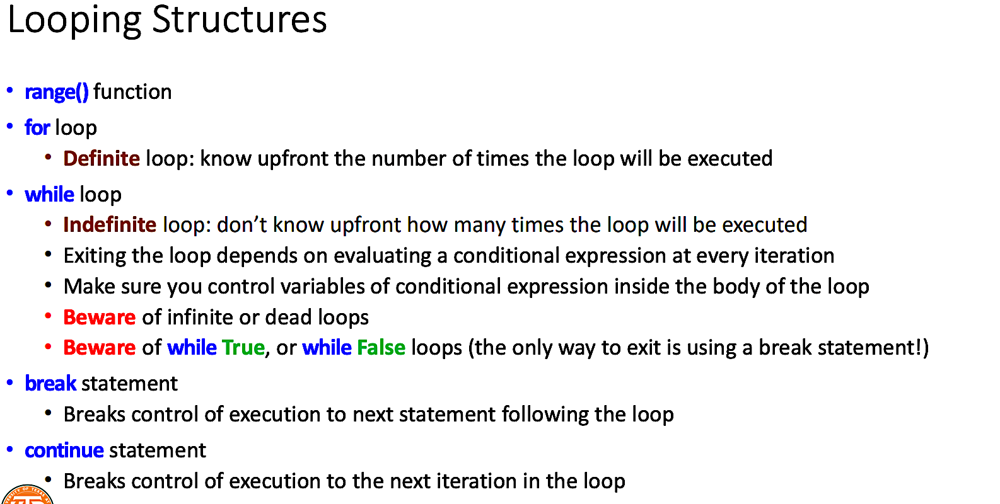 Looping Structures
• range() function
• for loop
• Definite loop: know upfront the number of times the loop will be executed
• while loop
• Indefinite loop: don’t know upfront how many times the loop will be executed
• Exiting the loop depends on evaluating a conditional expression at every iteration
• Make sure you control variables of conditional expression inside the body of the loop
• Beware of infinite or dead loops
• Beware of while True, or while False loops (the only way to exit is using a break statement!)
• break statement
• Breaks control of execution to next statement following the loop
• continue statement
• Breaks control of execution to the next iteration in the loop